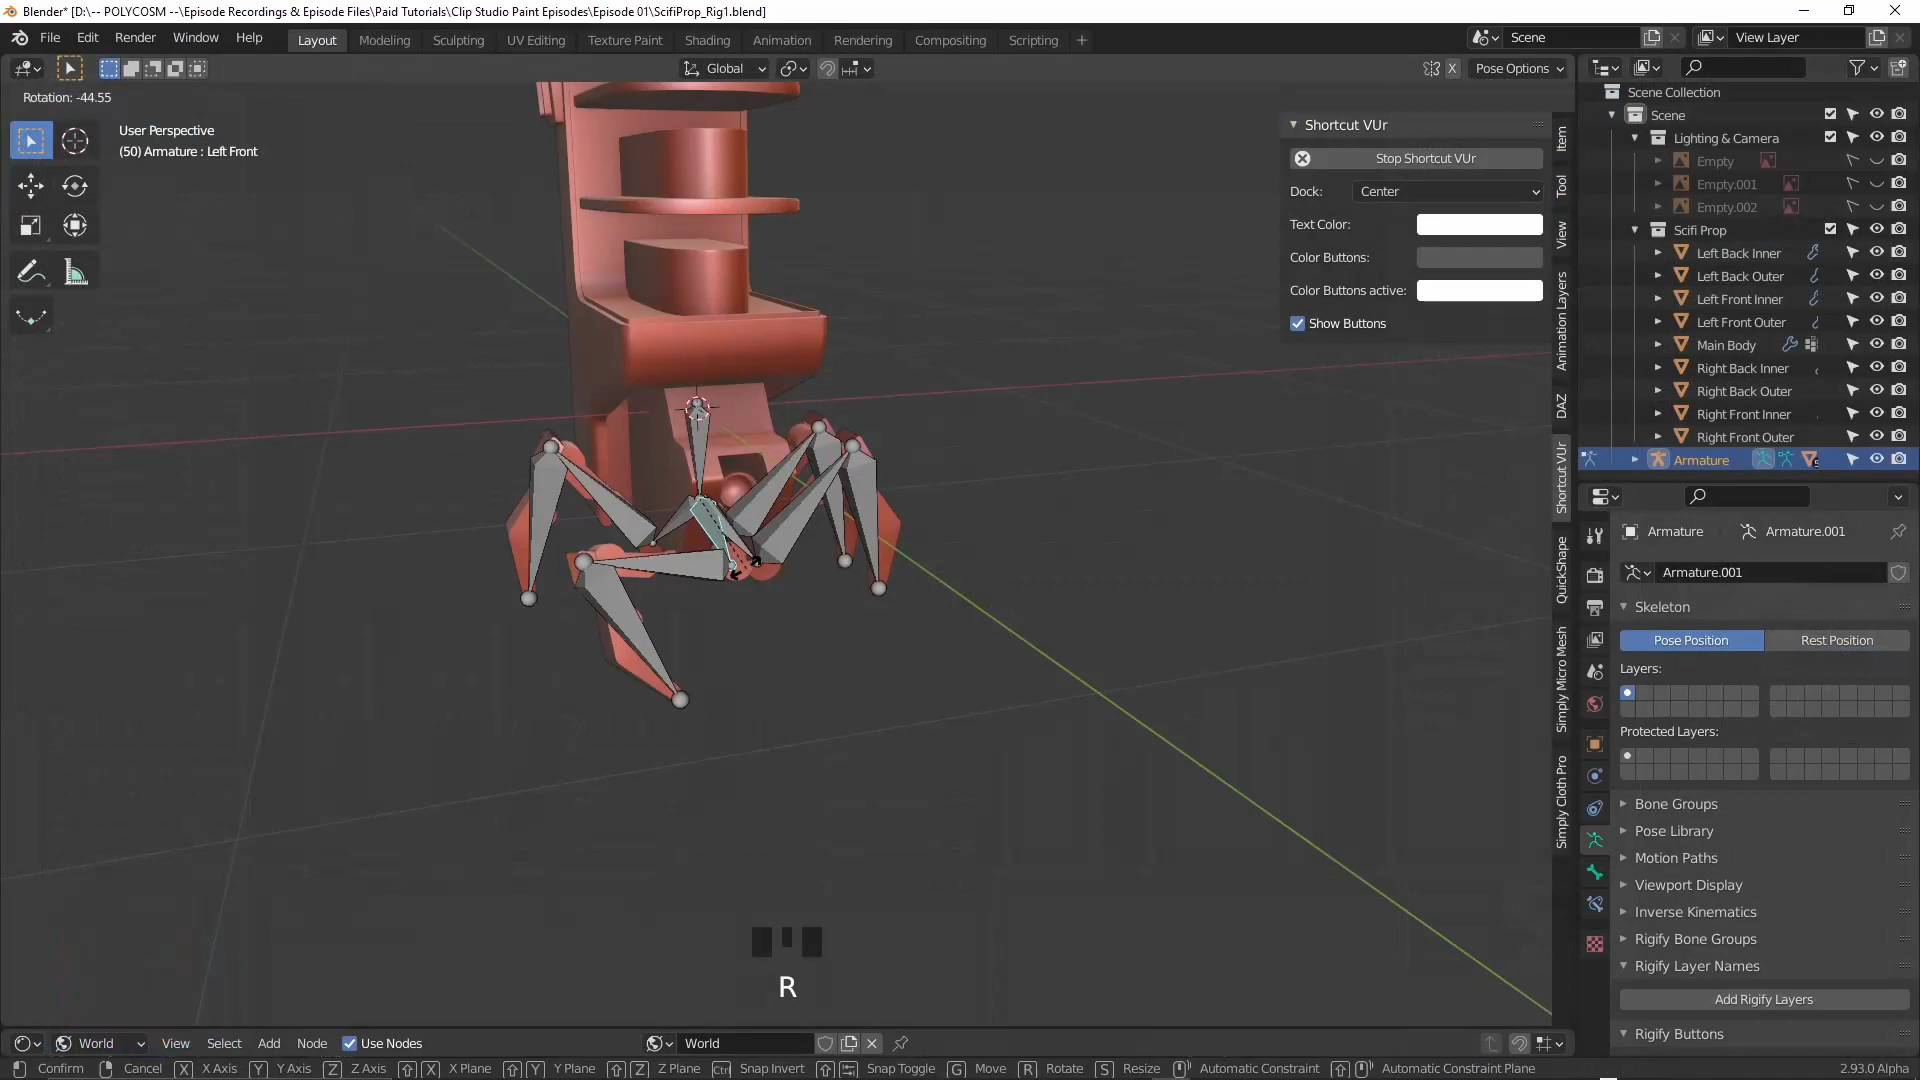 Blender* [D:\-- POLYCOSM --\Episode Recordings & Episode Files\Paid Tutorials\Clip Studio Paint Episodes\Episode 01\ScifiProp_Rig1.blend]
File Edit Render Window Help Layout Modeling Sculpting UV Editing Texture Paint Shading Animation Rendering Compositing Scripting + Scene View Layer
Global Pose Options
X
Rotation: -44.55
User Perspective
(50) Armature : Left Front
Shortcut VUr
Stop Shortcut VUr
Dock: Center
Text Color:
Color Buttons:
Color Buttons active:
Show Buttons
Item
Tool
View
Animation Layers
DAZ
Shortcut VUr
QuickShape
Simply Micro Mesh
Simply Cloth Pro
Scene Collection
Scene
Lighting & Camera
Empty
Empty.001
Empty.002
Scifi Prop
Left Back Inner
Left Back Outer
Left Front Inner
Left Front Outer
Main Body
Right Back Inner
Right Back Outer
Right Front Inner
Right Front Outer
Armature
Armature Armature.001
Armature.001
Skeleton
Pose Position Rest Position
Layers:
Protected Layers:
Bone Groups
Pose Library
Motion Paths
Viewport Display
Inverse Kinematics
Rigify Bone Groups
Rigify Layer Names
Add Rigify Layers
Rigify Buttons
R
World View Select Add Node Use Nodes World
Confirm Cancel X X Axis Y Y Axis Z Z Axis X X Plane Y Y Plane Z Z Plane Ctrl Snap Invert Snap Toggle G Move R Rotate S Resize Automatic Constraint Automatic Constraint Plane 2.93.0 Alpha